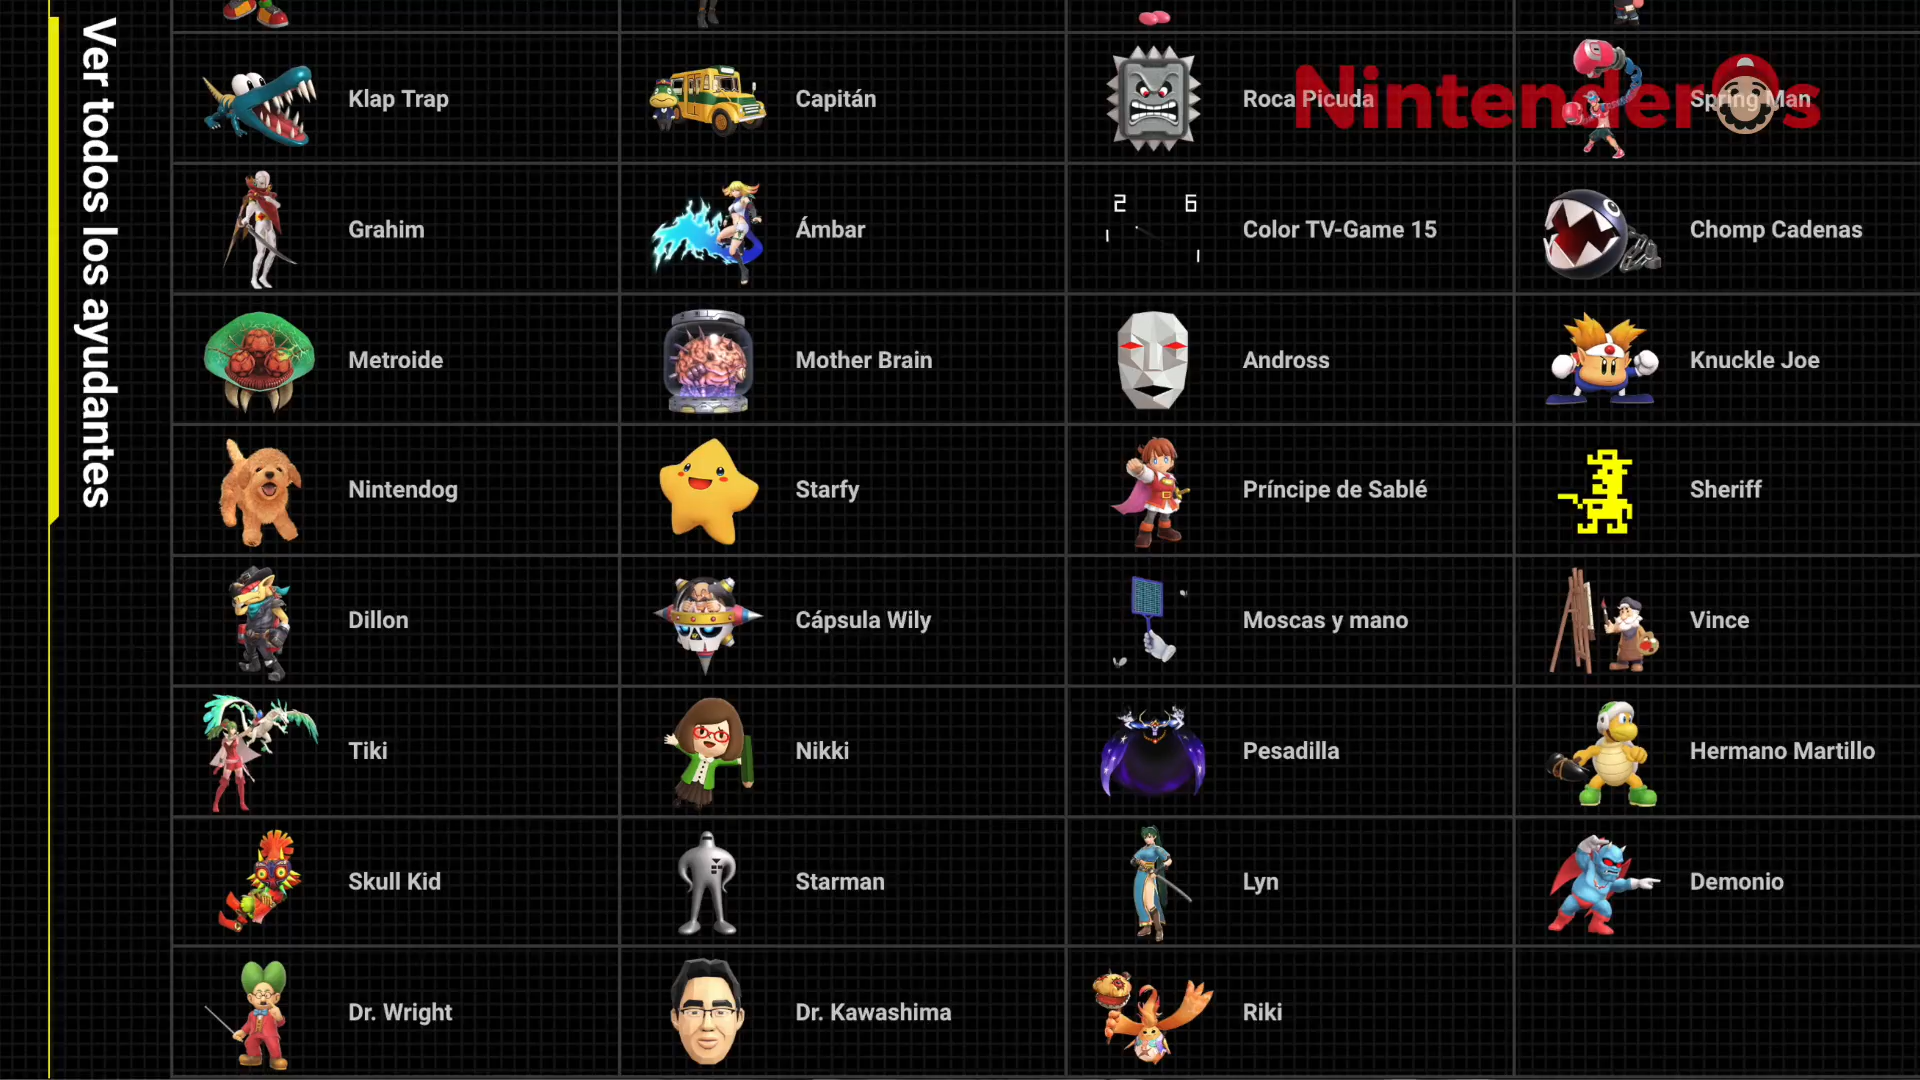 Ver todos los ayudantes
Klap Trap
Capitán
Roca Picuda
Spring Man
Nintenderos
Grahim
Ámbar
2 6
Color TV-Game 15
Chomp Cadenas
Metroide
Mother Brain
Andross
Knuckle Joe
Nintendog
Starfy
Príncipe de Sablé
Sheriff
Dillon
Cápsula Wily
Moscas y mano
Vince
Tiki
Nikki
Pesadilla
Hermano Martillo
Skull Kid
Starman
Lyn
Demonio
Dr. Wright
Dr. Kawashima
Riki